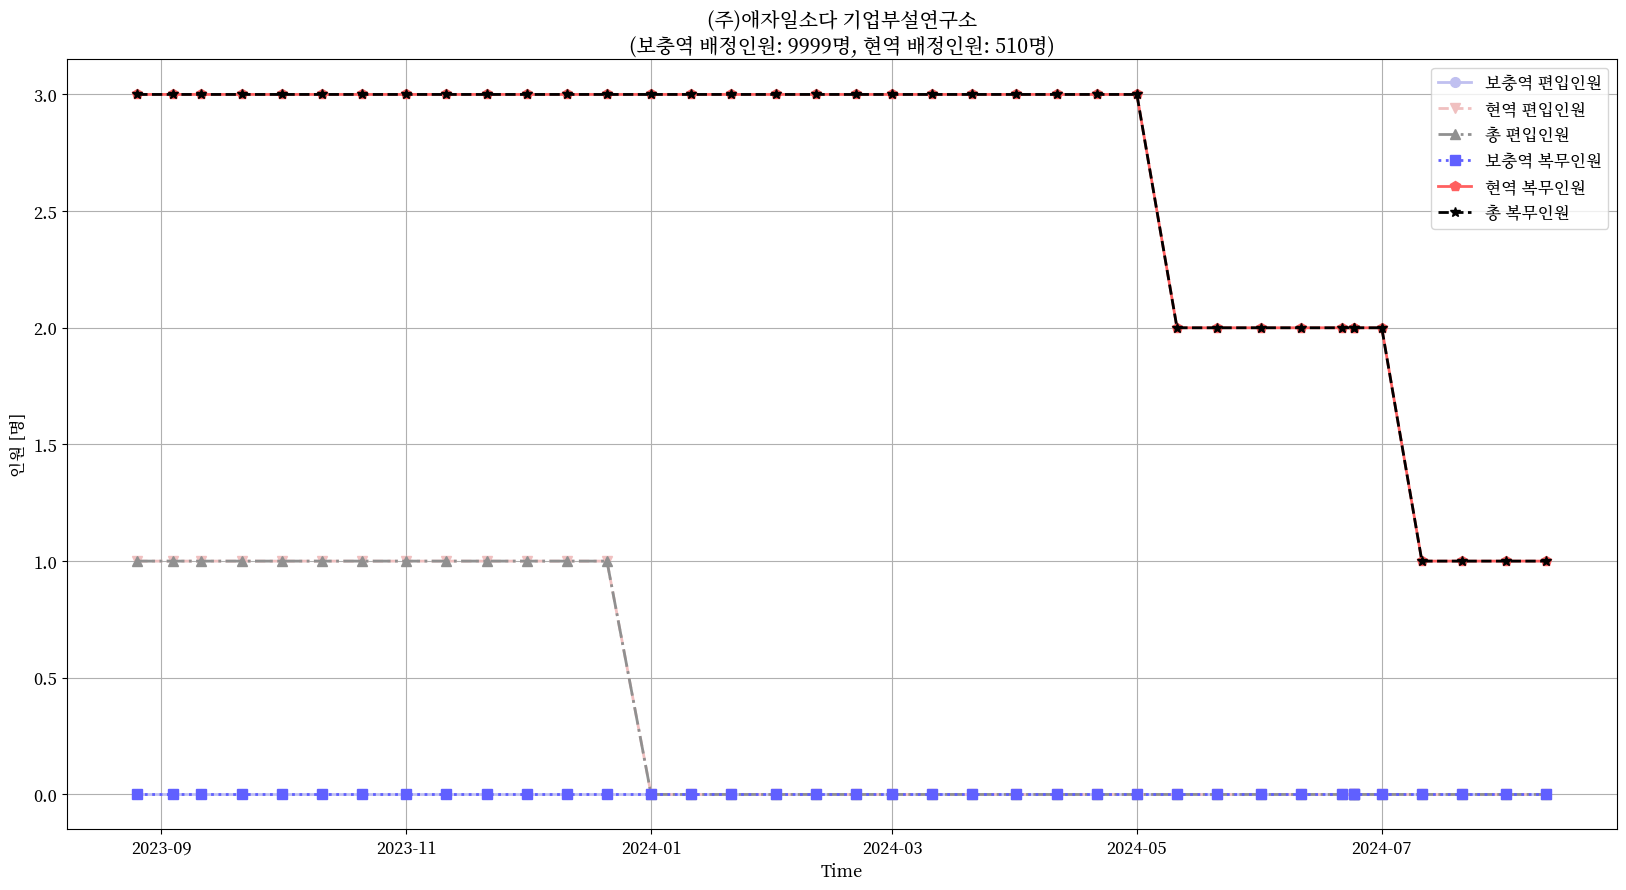 (주)애자일소다 기업부설연구소
(보충역 배정인원: 9999명, 현역 배정인원: 510명)
보충역 편입인원
현역 편입인원
총 편입인원
보충역 복무인원
현역 복무인원
총 복무인원
인원 [명]
3.0
2.5
2.0
1.5
1.0
0.5
0.0
2023-09
2023-11
2024-01
2024-03
2024-05
2024-07
Time